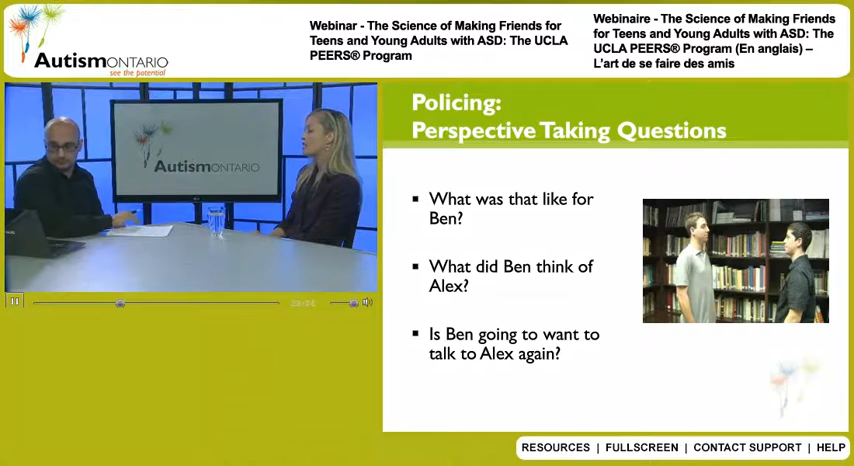 AutismONTARIO
see the potential
Webinar - The Science of Making Friends for
Teens and Young Adults with ASD: The UCLA
PEERS® Program
Webinaire - The Science of Making Friends
for Teens and Young Adults with ASD: The
UCLA PEERS® Program (En anglais) –
L'art de se faire des amis
AutismONTARIO
Policing:
Perspective Taking Questions
▪ What was that like for
Ben?
▪ What did Ben think of
Alex?
▪ Is Ben going to want to
talk to Alex again?
RESOURCES | FULLSCREEN | CONTACT SUPPORT | HELP